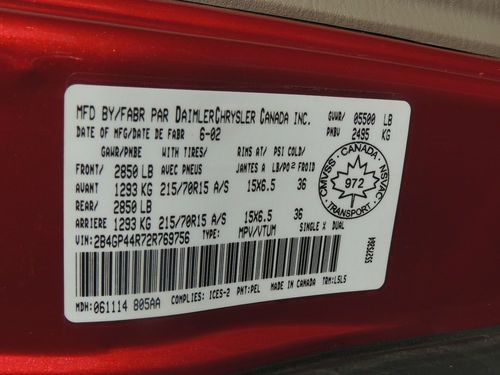 MFD BY/FABR PAR DAIMLERCHRYSLER CANADA INC. GVWR/ 05500 LB
DATE OF MFG/DATE DE FABR 6-02 PNBV 2495 KG
GAWR/PNBE WITH TIRES/ RIMS AT/ PSI COLD/
FRONT/ 2850 LB AVEC PNEUS JANTES A LB/PO² FROID
AVANT 1293 KG 215/70R15 A/S 15X6.5 36
REAR/ 2850 LB
ARRIERE 1293 KG 215/70R15 A/S 15X6.5 36
VIN: 2B4GP44R72R769756 TYPE: MPV/VTUM SINGLE X DUAL
MDH: 061114 805AA COMPLIES: ICES-2 PNT: PEL MADE IN CANADA TRM: L5L5
CMVSS · CANADA · NSVAC
972
TRANSPORT
55275364